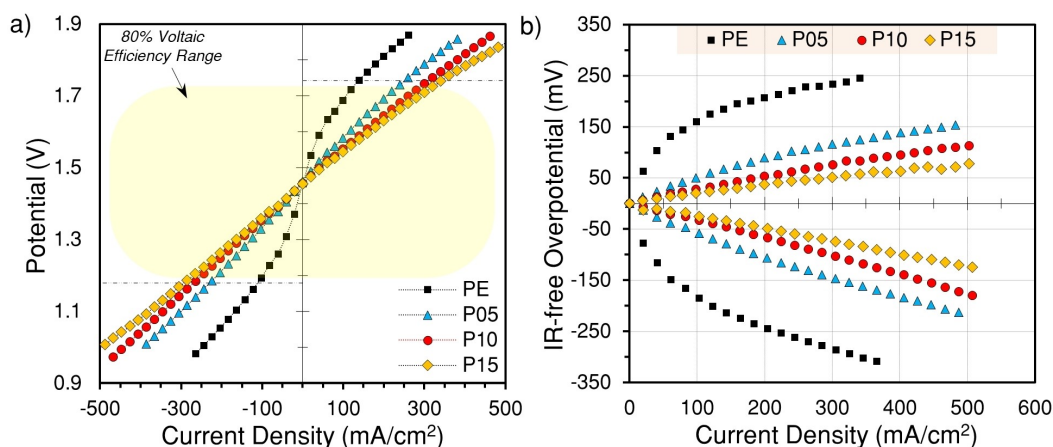 a)
80% Voltaic
Efficiency Range
Potential (V)
1.9
1.7
1.5
1.3
1.1
0.9
PE
P05
P10
P15
-500 -300 -100 100 300 500
Current Density (mA/cm²)
b)
IR-free Overpotential (mV)
PE P05 P10 P15
350
250
150
50
-50
-150
-250
-350
0 100 200 300 400 500 600
Current Density (mA/cm²)